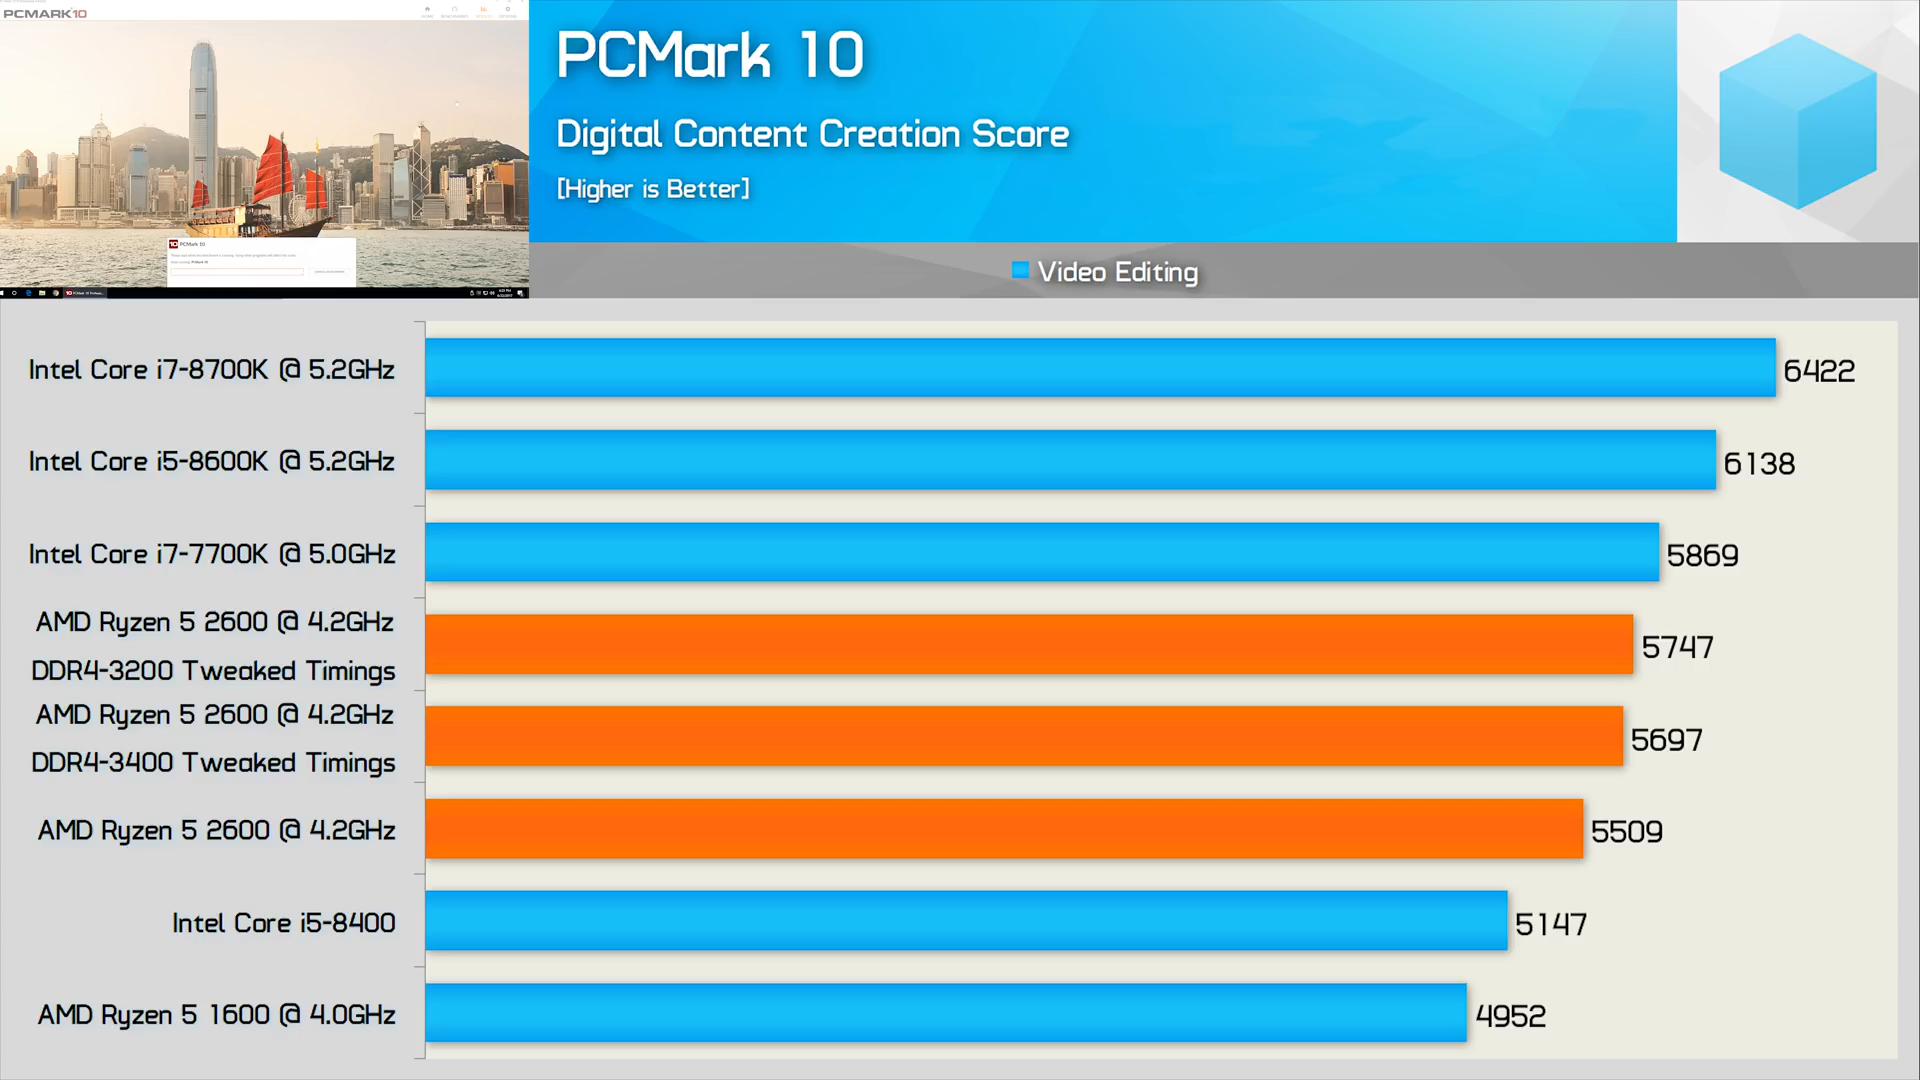 PCMARK10
PCMark 10
Digital Content Creation Score
[Higher is Better]
PCMark 10
Video Editing
Intel Core i7-8700K @ 5.2GHz
6422
Intel Core i5-8600K @ 5.2GHz
6138
Intel Core i7-7700K @ 5.0GHz
5869
AMD Ryzen 5 2600 @ 4.2GHz
DDR4-3200 Tweaked Timings
5747
AMD Ryzen 5 2600 @ 4.2GHz
DDR4-3400 Tweaked Timings
5697
AMD Ryzen 5 2600 @ 4.2GHz
5509
Intel Core i5-8400
5147
AMD Ryzen 5 1600 @ 4.0GHz
4952